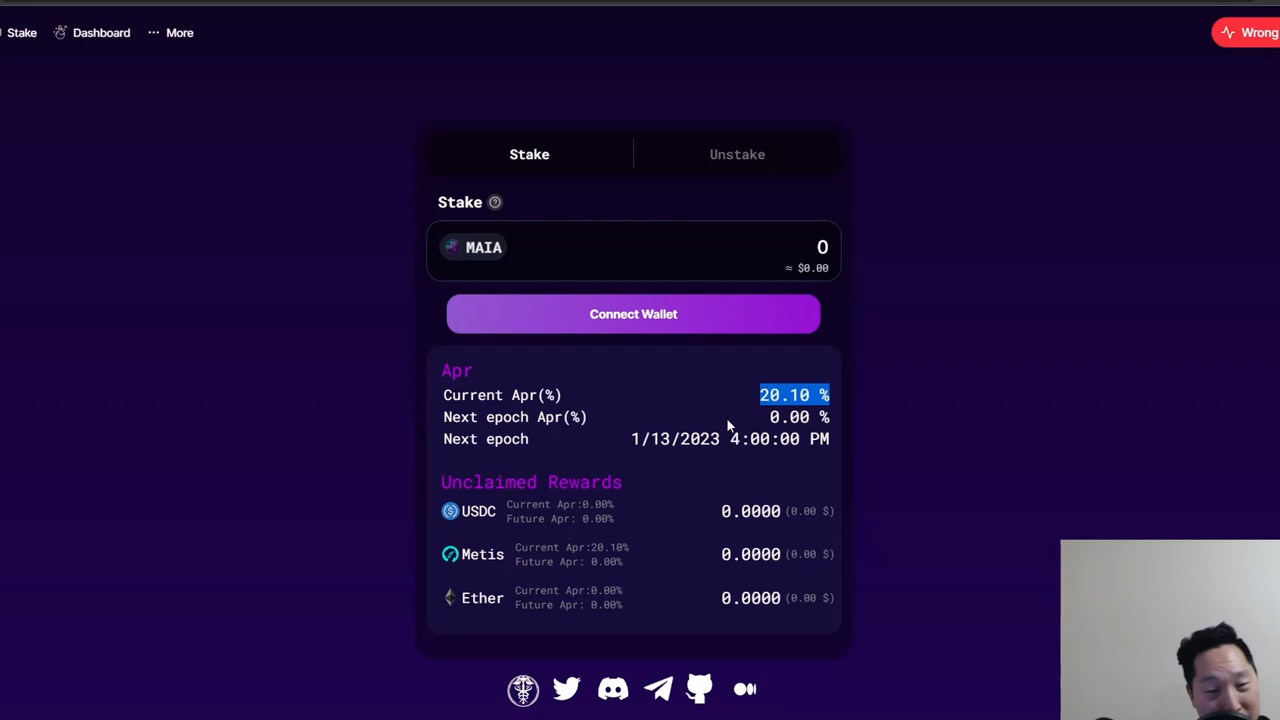 Stake Dashboard ··· More Wrong
Stake Unstake
Stake
MAIA 0
≈ $0.00
Connect Wallet
Apr
Current Apr(%) 20.10 %
Next epoch Apr(%) 0.00 %
Next epoch 1/13/2023 4:00:00 PM
Unclaimed Rewards
USDC Current Apr:0.00% 0.0000 (0.00 $)
Future Apr: 0.00%
Metis Current Apr:20.10% 0.0000 (0.00 $)
Future Apr: 0.00%
Ether Current Apr:0.00% 0.0000 (0.00 $)
Future Apr: 0.00%